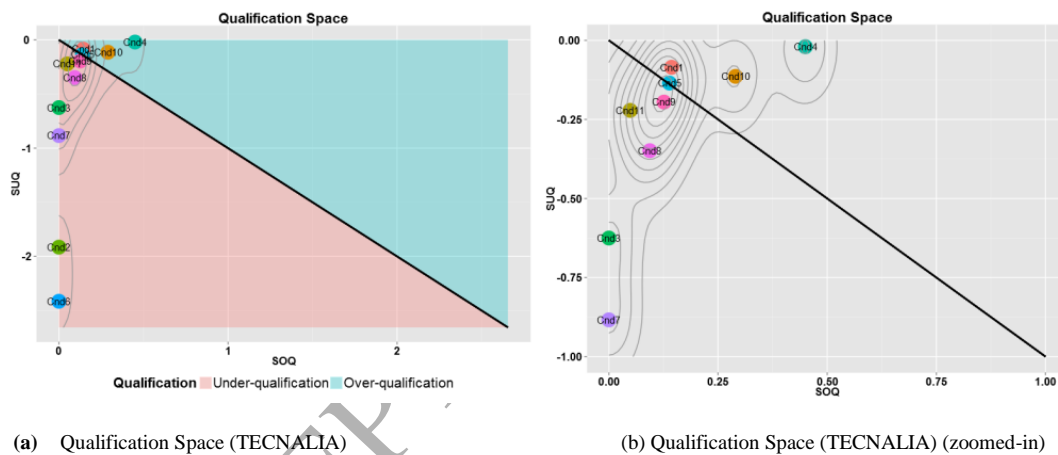 Qualification Space
0
-1
-2
SUQ
Cnd1
Cnd4
Cnd10
Cnd8
Cnd3
Cnd7
Cnd2
Cnd6
0
1
2
SOQ
Qualification
Under-qualification
Over-qualification
(a) Qualification Space (TECNALIA)
Qualification Space
0.00
-0.25
-0.50
-0.75
-1.00
SUQ
Cnd4
Cnd1
Cnd10
Cnd5
Cnd9
Cnd11
Cnd8
Cnd3
Cnd7
0.00
0.25
0.50
0.75
1.00
SOQ
(b) Qualification Space (TECNALIA) (zoomed-in)